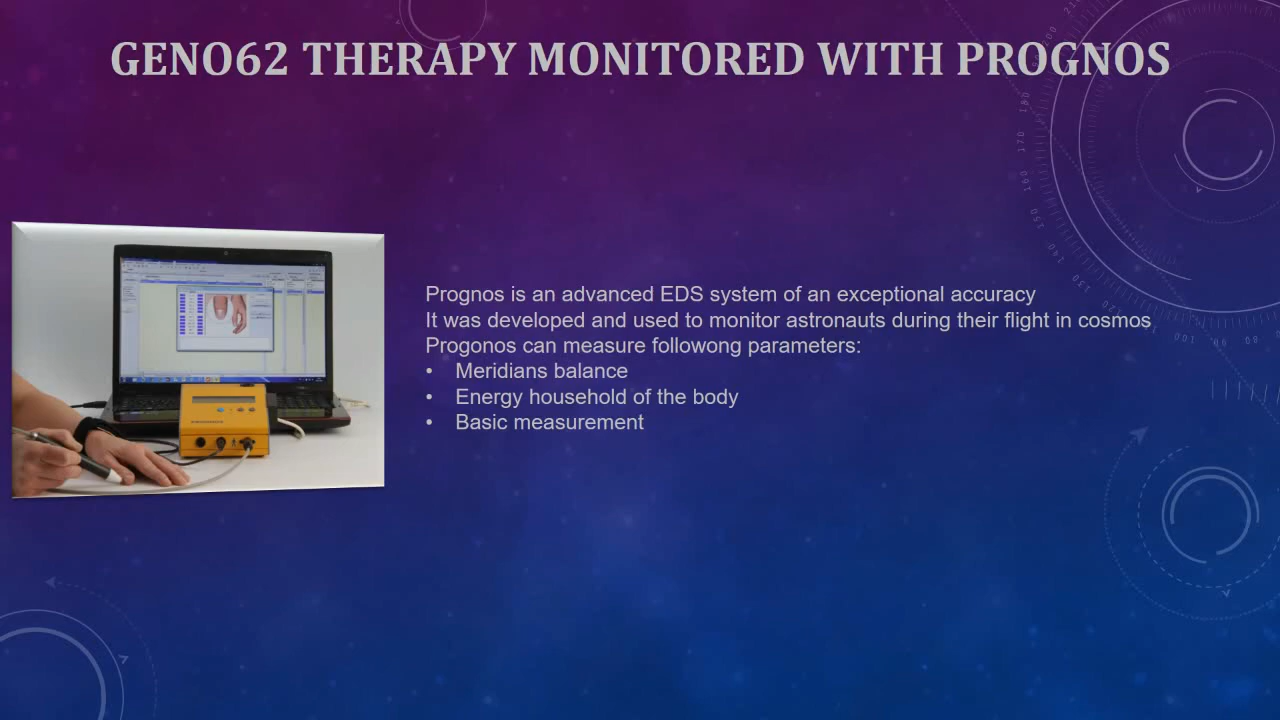 GENO62 THERAPY MONITORED WITH PROGNOS
Prognos is an advanced EDS system of an exceptional accuracy
It was developed and used to monitor astronauts during their flight in cosmos
Progonos can measure followong parameters:
• Meridians balance
• Energy household of the body
• Basic measurement